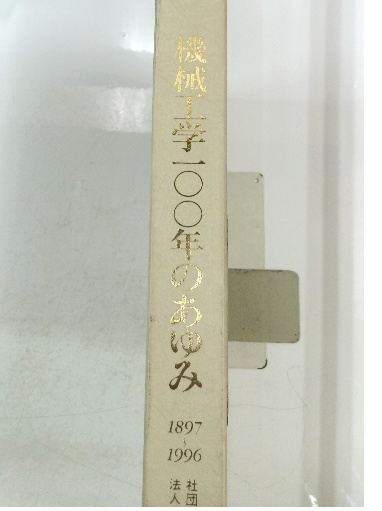 機械工学一〇〇年のあゆみ
1897
~
1996
社団
法人